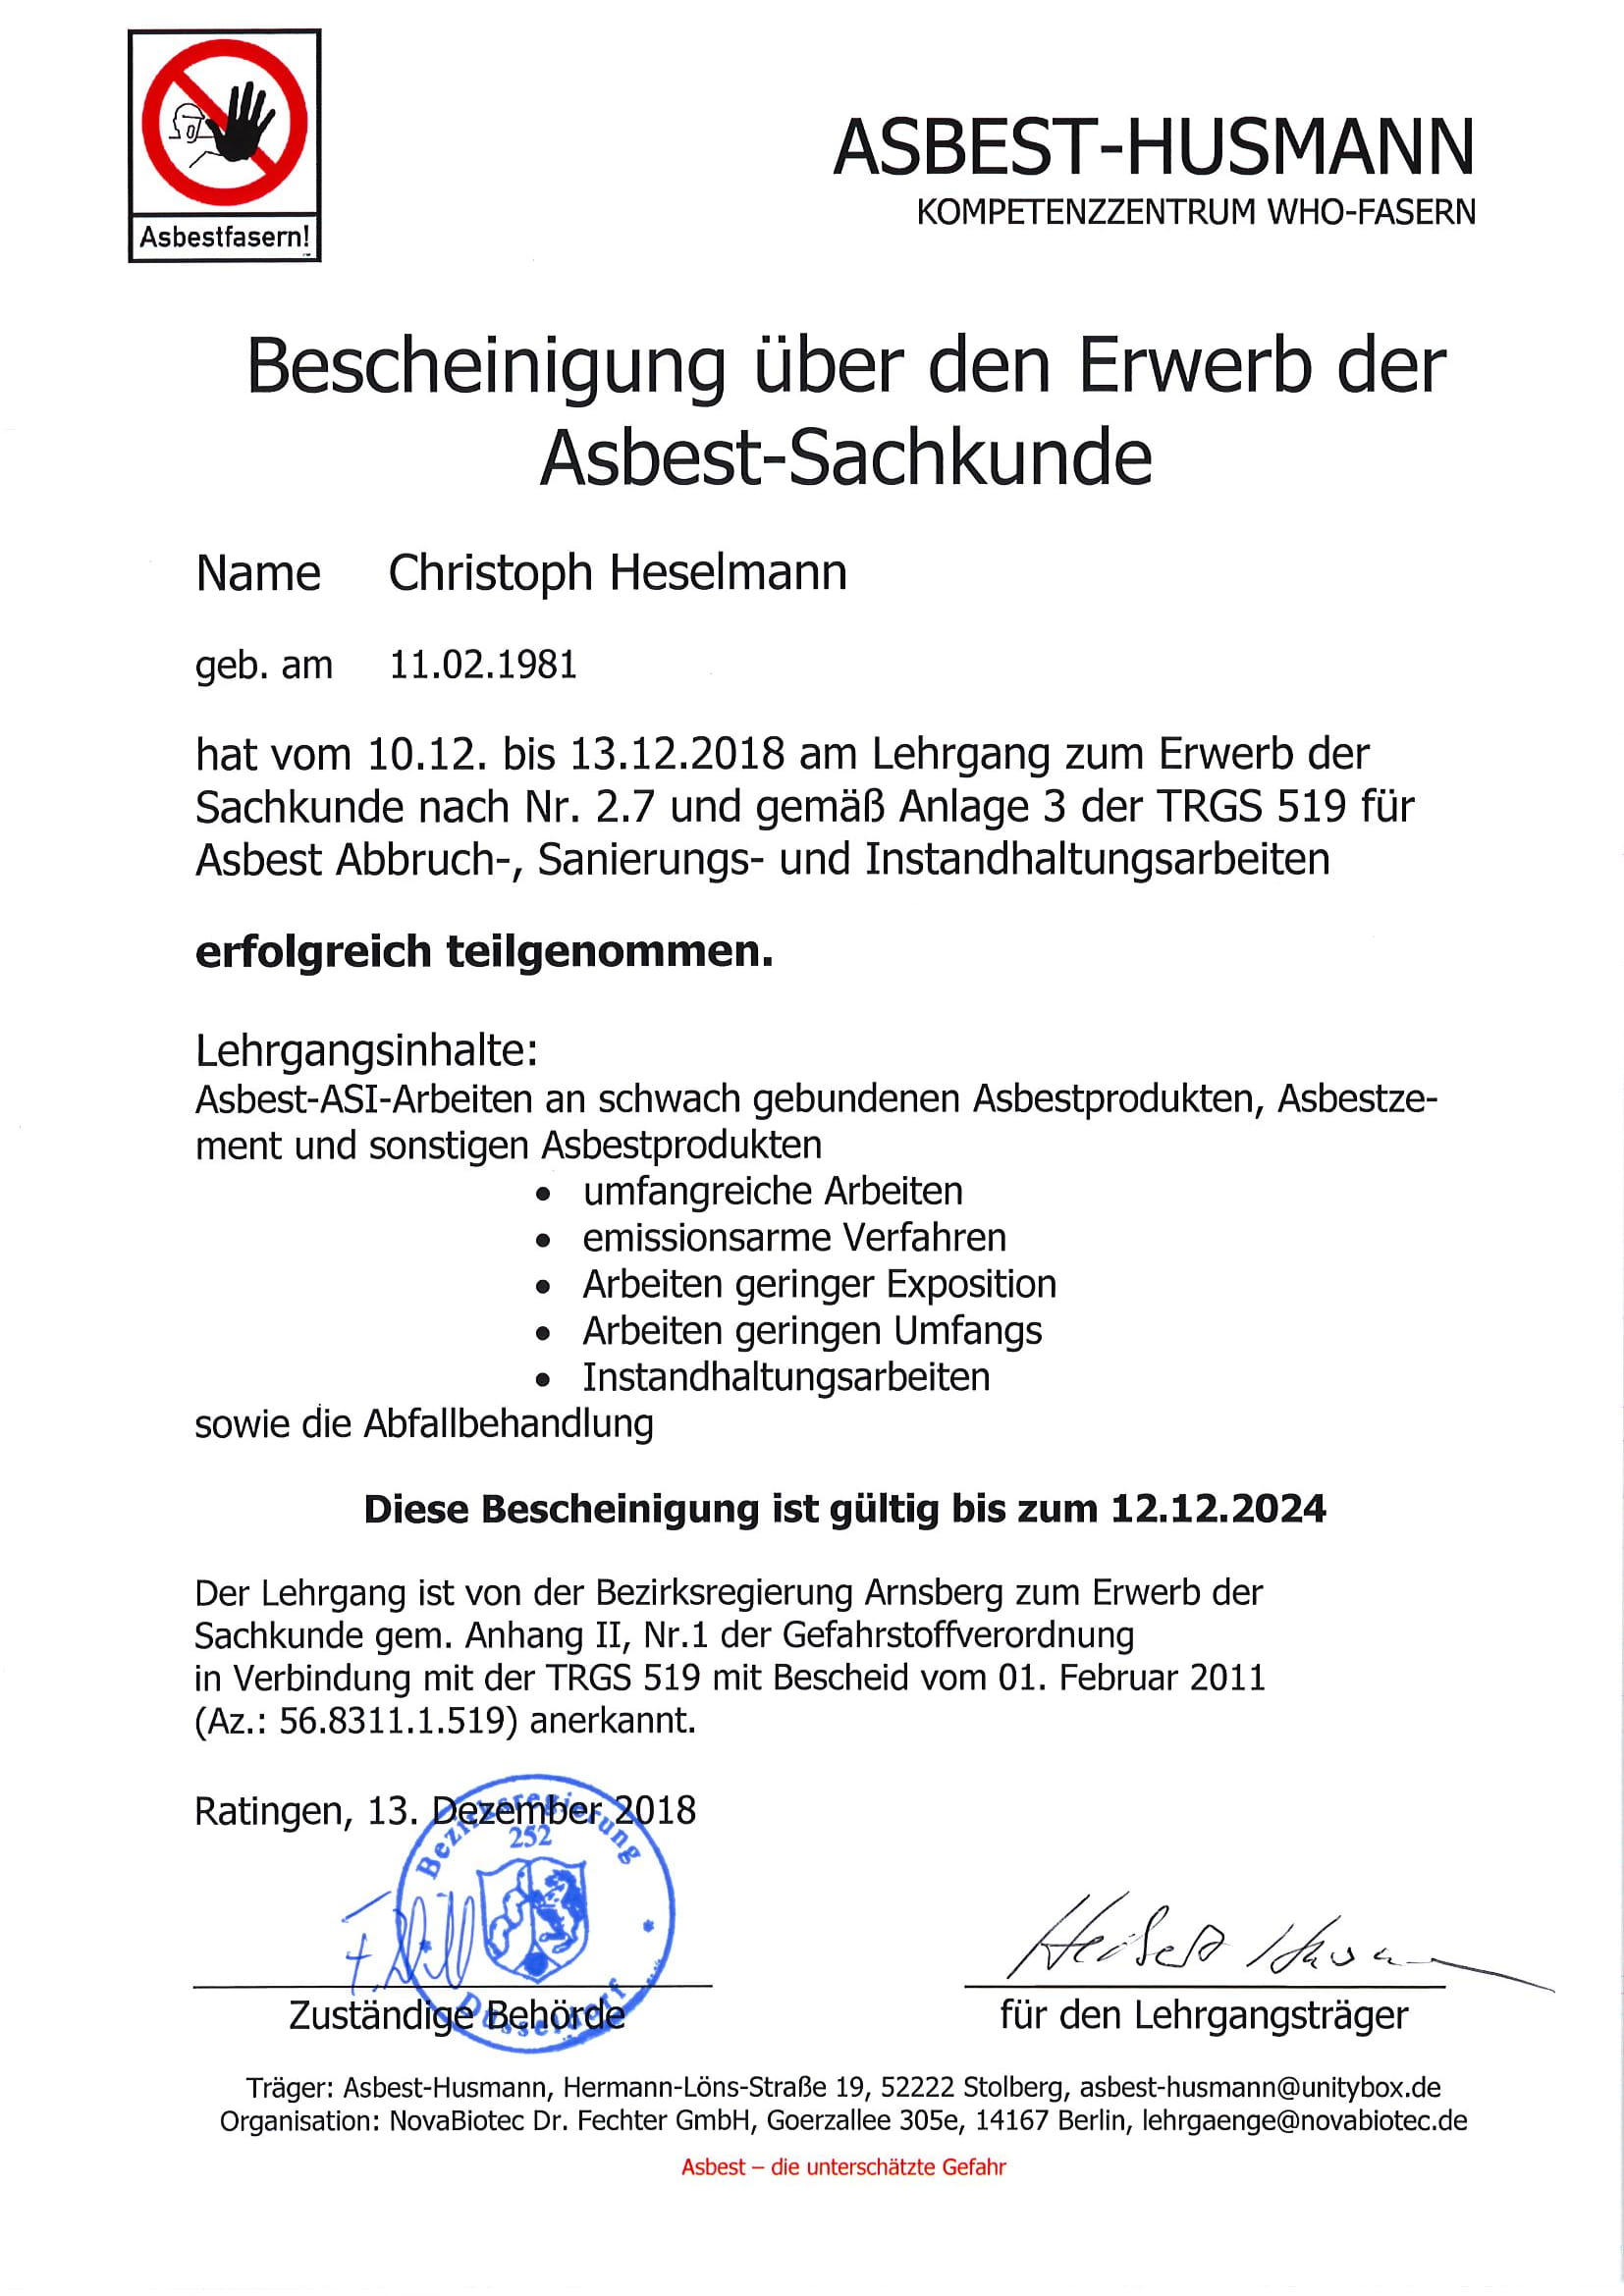 Asbestfasern!
ASBEST-HUSMANN
KOMPETENZZENTRUM WHO-FASERN
Bescheinigung über den Erwerb der
Asbest-Sachkunde
Name Christoph Heselmann
geb. am 11.02.1981
hat vom 10.12. bis 13.12.2018 am Lehrgang zum Erwerb der
Sachkunde nach Nr. 2.7 und gemäß Anlage 3 der TRGS 519 für
Asbest Abbruch-, Sanierungs- und Instandhaltungsarbeiten
erfolgreich teilgenommen.
Lehrgangsinhalte:
Asbest-ASI-Arbeiten an schwach gebundenen Asbestprodukten, Asbestze-
ment und sonstigen Asbestprodukten
• umfangreiche Arbeiten
• emissionsarme Verfahren
• Arbeiten geringer Exposition
• Arbeiten geringen Umfangs
• Instandhaltungsarbeiten
sowie die Abfallbehandlung
Diese Bescheinigung ist gültig bis zum 12.12.2024
Der Lehrgang ist von der Bezirksregierung Arnsberg zum Erwerb der
Sachkunde gem. Anhang II, Nr.1 der Gefahrstoffverordnung
in Verbindung mit der TRGS 519 mit Bescheid vom 01. Februar 2011
(Az.: 56.8311.1.519) anerkannt.
Ratingen, 13. Dezember 2018
Bezirksregierung
252
Düsseldorf
Zuständige Behörde
für den Lehrgangsträger
Träger: Asbest-Husmann, Hermann-Löns-Straße 19, 52222 Stolberg, asbest-husmann@unitybox.de
Organisation: NovaBiotec Dr. Fechter GmbH, Goerzallee 305e, 14167 Berlin, lehrgaenge@novabiotec.de
Asbest – die unterschätzte Gefahr